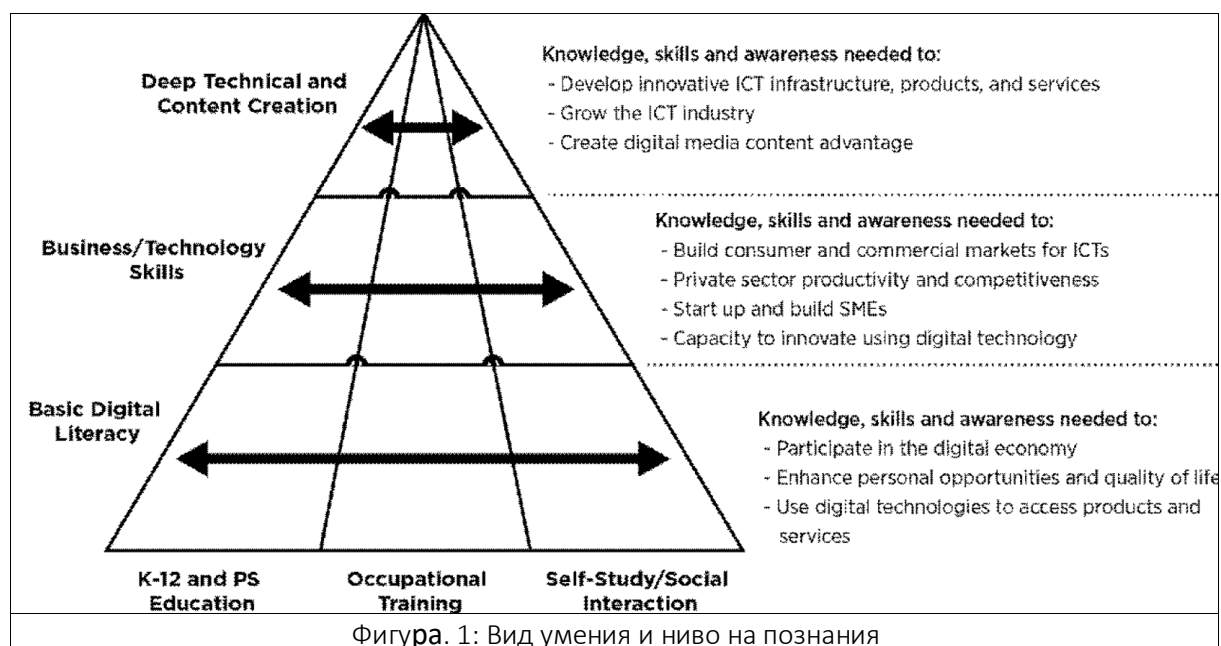 Deep Technical and
Content Creation
Knowledge, skills and awareness needed to:
- Develop innovative ICT infrastructure, products, and services
- Grow the ICT industry
- Create digital media content advantage
Business/Technology
Skills
Knowledge, skills and awareness needed to:
- Build consumer and commercial markets for ICTs
- Private sector productivity and competitiveness
- Start up and build SMEs
- Capacity to innovate using digital technology
Basic Digital
Literacy
Knowledge, skills and awareness needed to:
- Participate in the digital economy
- Enhance personal opportunities and quality of life
- Use digital technologies to access products and
services
K-12 and PS
Education
Occupational
Training
Self-Study/Social
Interaction
Фигура. 1: Вид умения и ниво на познания